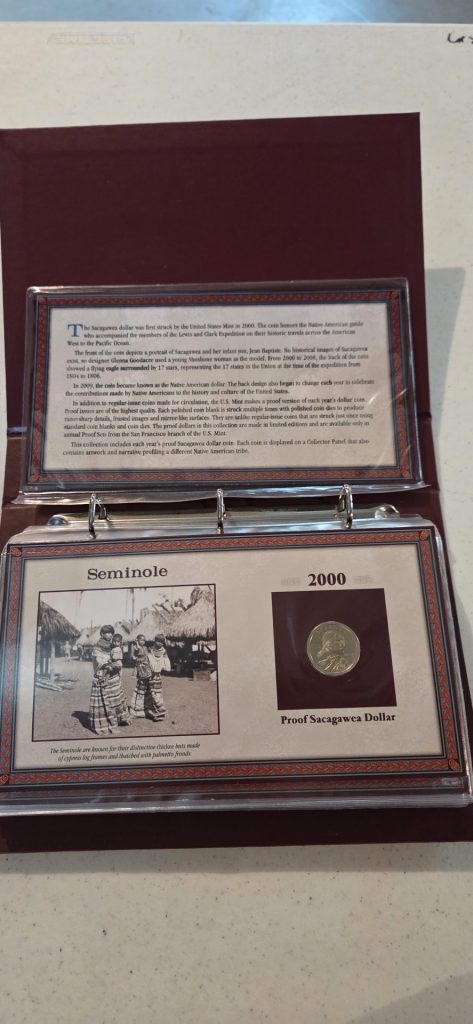 The Sacagawea dollar was first struck by the United States Mint in 2000. The coin honors the Native American guide
who accompanied the members of the Lewis and Clark Expedition on their historic travels across the American
West to the Pacific Ocean.
The front of the coin depicts a portrait of Sacagawea and her infant son, Jean Baptiste. No historical images of Sacagawea
exist, so designer Glenna Goodacre used a young Shoshone woman as the model. From 2000 to 2008, the back of the coin
showed a flying eagle surrounded by 17 stars, representing the 17 states in the Union at the time of the expedition from
1804 to 1806.
In 2009, the coin became known as the Native American dollar. The back design also began to change each year to celebrate
the contributions made by Native Americans to the history and culture of the United States.
In addition to regular-issue coins made for circulation, the U.S. Mint makes a proof version of each year's dollar coin.
Proof issues are of the highest quality. Each polished coin blank is struck multiple times with polished coin dies to produce
razor-sharp details, frosted images and mirror-like surfaces. They are unlike regular-issue coins that are struck just once using
standard coin blanks and coin dies. The proof dollars in this collection are made in limited editions and are available only in
annual Proof Sets from the San Francisco branch of the U.S. Mint.
This collection includes each year's proof Sacagawea dollar coin. Each coin is displayed on a Collector Panel that also
contains artwork and narrative profiling a different Native American tribe.
Seminole
2000
Proof Sacagawea Dollar
The Seminole are known for their distinctive chickee huts made
of cypress log frames and thatched with palmetto fronds.